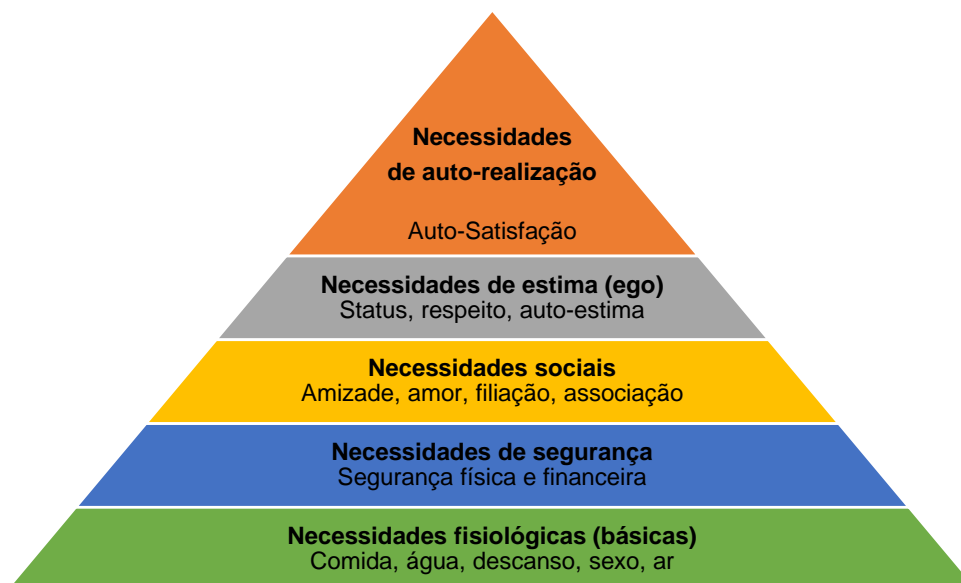 Necessidades
de auto-realização
Auto-Satisfação
Necessidades de estima (ego)
Status, respeito, auto-estima
Necessidades sociais
Amizade, amor, filiação, associação
Necessidades de segurança
Segurança física e financeira
Necessidades fisiológicas (básicas)
Comida, água, descanso, sexo, ar